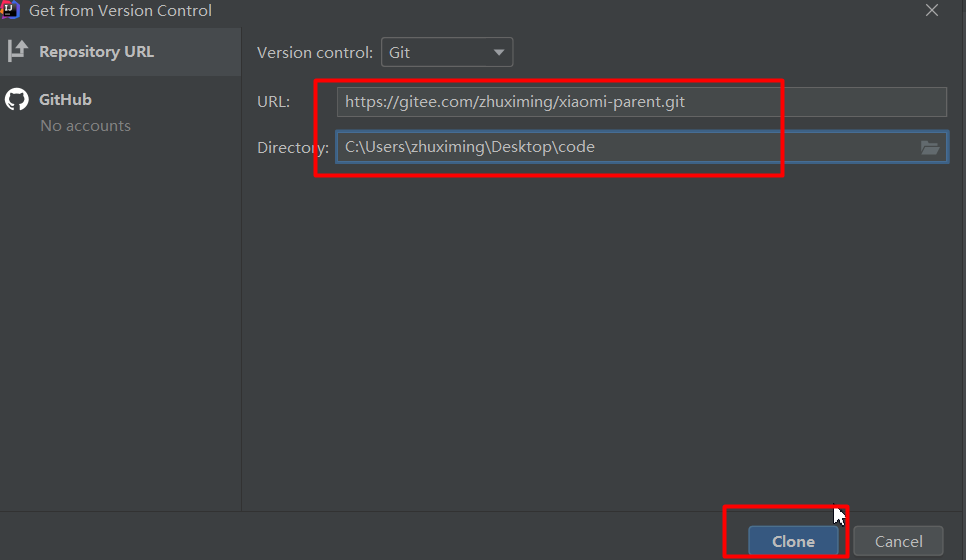 Get from Version Control
Repository URL
Version control: Git
GitHub
No accounts
URL: https://gitee.com/zhuximing/xiaomi-parent.git
Directory: C:\Users\zhuximing\Desktop\code
Clone
Cancel